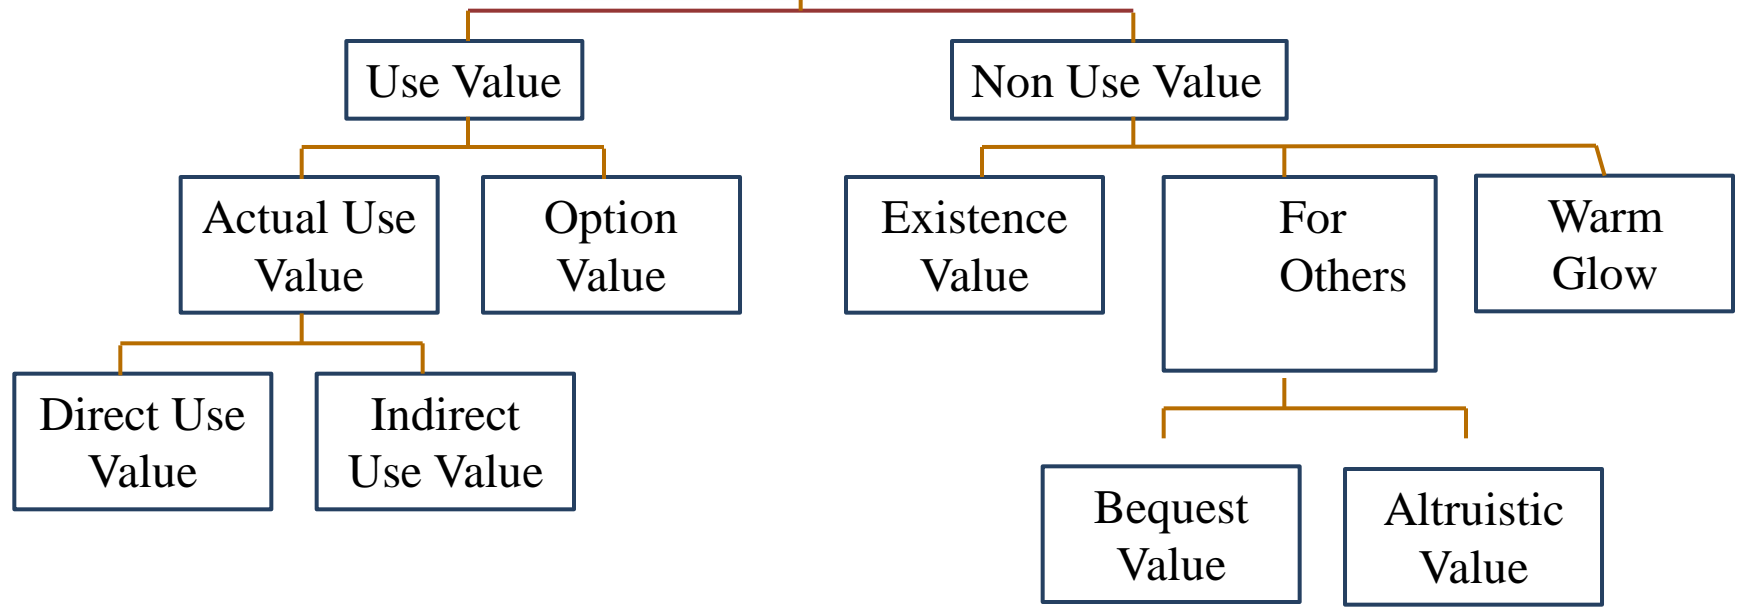 Use Value
Non Use Value
Actual Use
Value
Option
Value
Existence
Value
For
Others
Warm
Glow
Direct Use
Value
Indirect
Use Value
Bequest
Value
Altruistic
Value